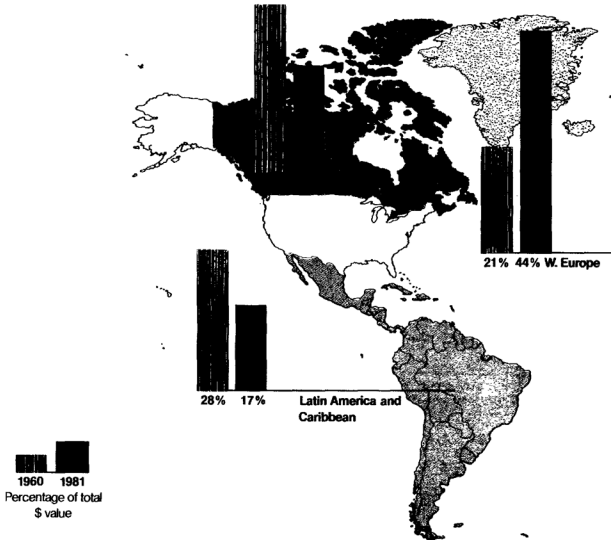 21% 44% W. Europe
28% 17% Latin America and
Caribbean
1960 1981
Percentage of total
$ value